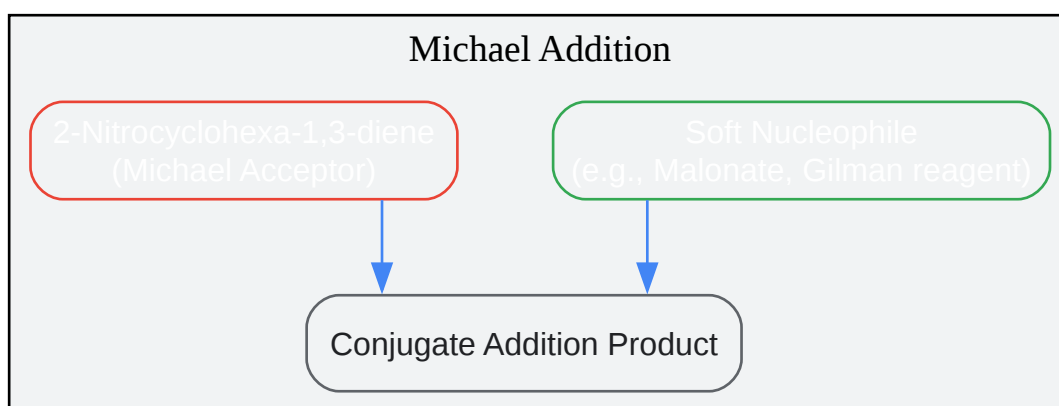 Michael Addition
2-Nitrocyclohexa-1,3-diene
(Michael Acceptor)
Soft Nucleophile
(e.g., Malonate, Gilman reagent)
Conjugate Addition Product